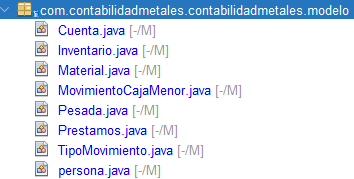 com.contabilidadmetales.contabilidadmetales.modelo
Cuenta.java [-/M]
Inventario.java [-/M]
Material.java [-/M]
MovimientoCajaMenor.java [-/M]
Pesada.java [-/M]
Prestamos.java [-/M]
TipoMovimiento.java [-/M]
persona.java [-/M]